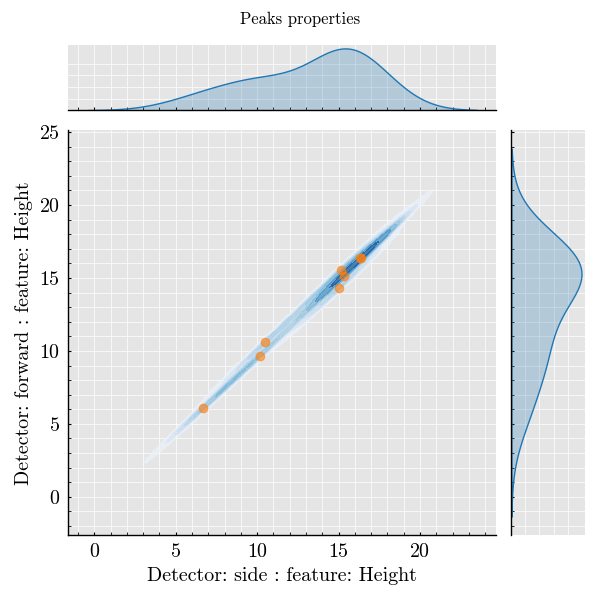 Peaks properties
25
20
15
10
5
0
Detector: forward : feature: Height
0 5 10 15 20
Detector: side : feature: Height